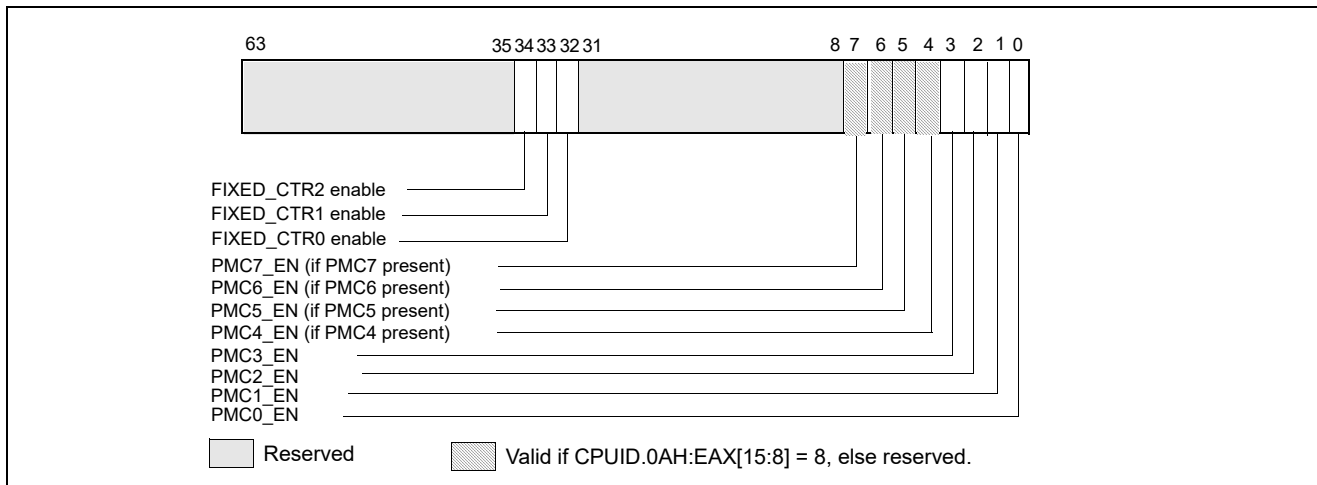 63 35 34 33 32 31 8 7 6 5 4 3 2 1 0
FIXED_CTR2 enable
FIXED_CTR1 enable
FIXED_CTR0 enable
PMC7_EN (if PMC7 present)
PMC6_EN (if PMC6 present)
PMC5_EN (if PMC5 present)
PMC4_EN (if PMC4 present)
PMC3_EN
PMC2_EN
PMC1_EN
PMC0_EN
Reserved Valid if CPUID.0AH:EAX[15:8] = 8, else reserved.